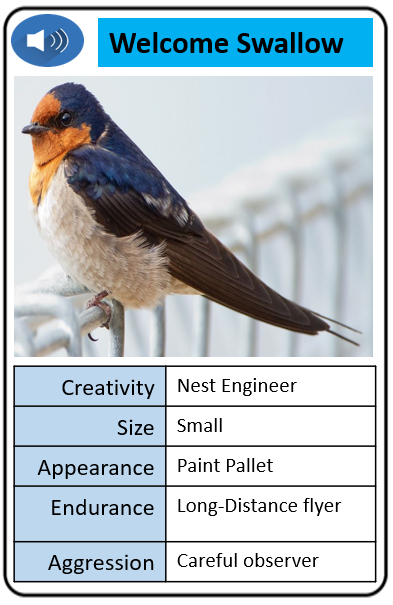 Welcome Swallow
Creativity Nest Engineer
Size Small
Appearance Paint Pallet
Endurance Long-Distance flyer
Aggression Careful observer